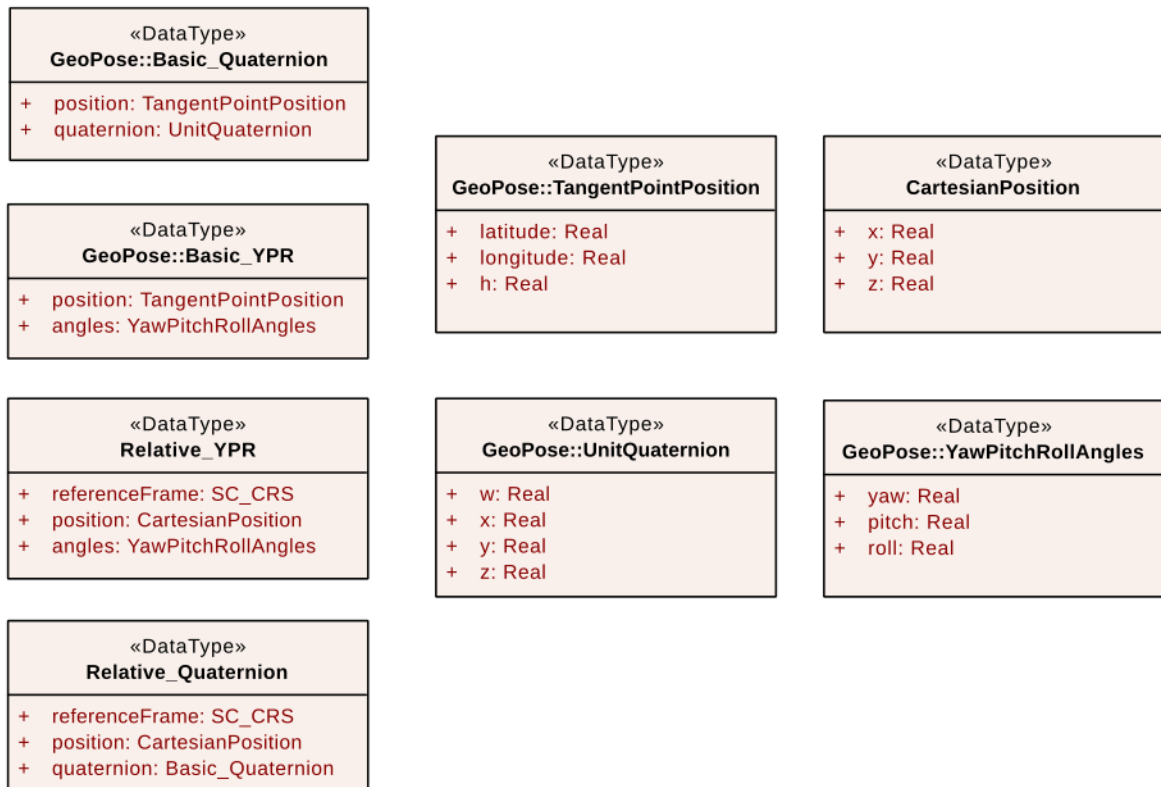 «DataType»
GeoPose::Basic_Quaternion
+ position: TangentPointPosition
+ quaternion: UnitQuaternion
«DataType»
GeoPose::Basic_YPR
+ position: TangentPointPosition
+ angles: YawPitchRollAngles
«DataType»
Relative_YPR
+ referenceFrame: SC_CRS
+ position: CartesianPosition
+ angles: YawPitchRollAngles
«DataType»
Relative_Quaternion
+ referenceFrame: SC_CRS
+ position: CartesianPosition
+ quaternion: Basic_Quaternion
«DataType»
GeoPose::TangentPointPosition
+ latitude: Real
+ longitude: Real
+ h: Real
«DataType»
GeoPose::UnitQuaternion
+ w: Real
+ x: Real
+ y: Real
+ z: Real
«DataType»
CartesianPosition
+ x: Real
+ y: Real
+ z: Real
«DataType»
GeoPose::YawPitchRollAngles
+ yaw: Real
+ pitch: Real
+ roll: Real